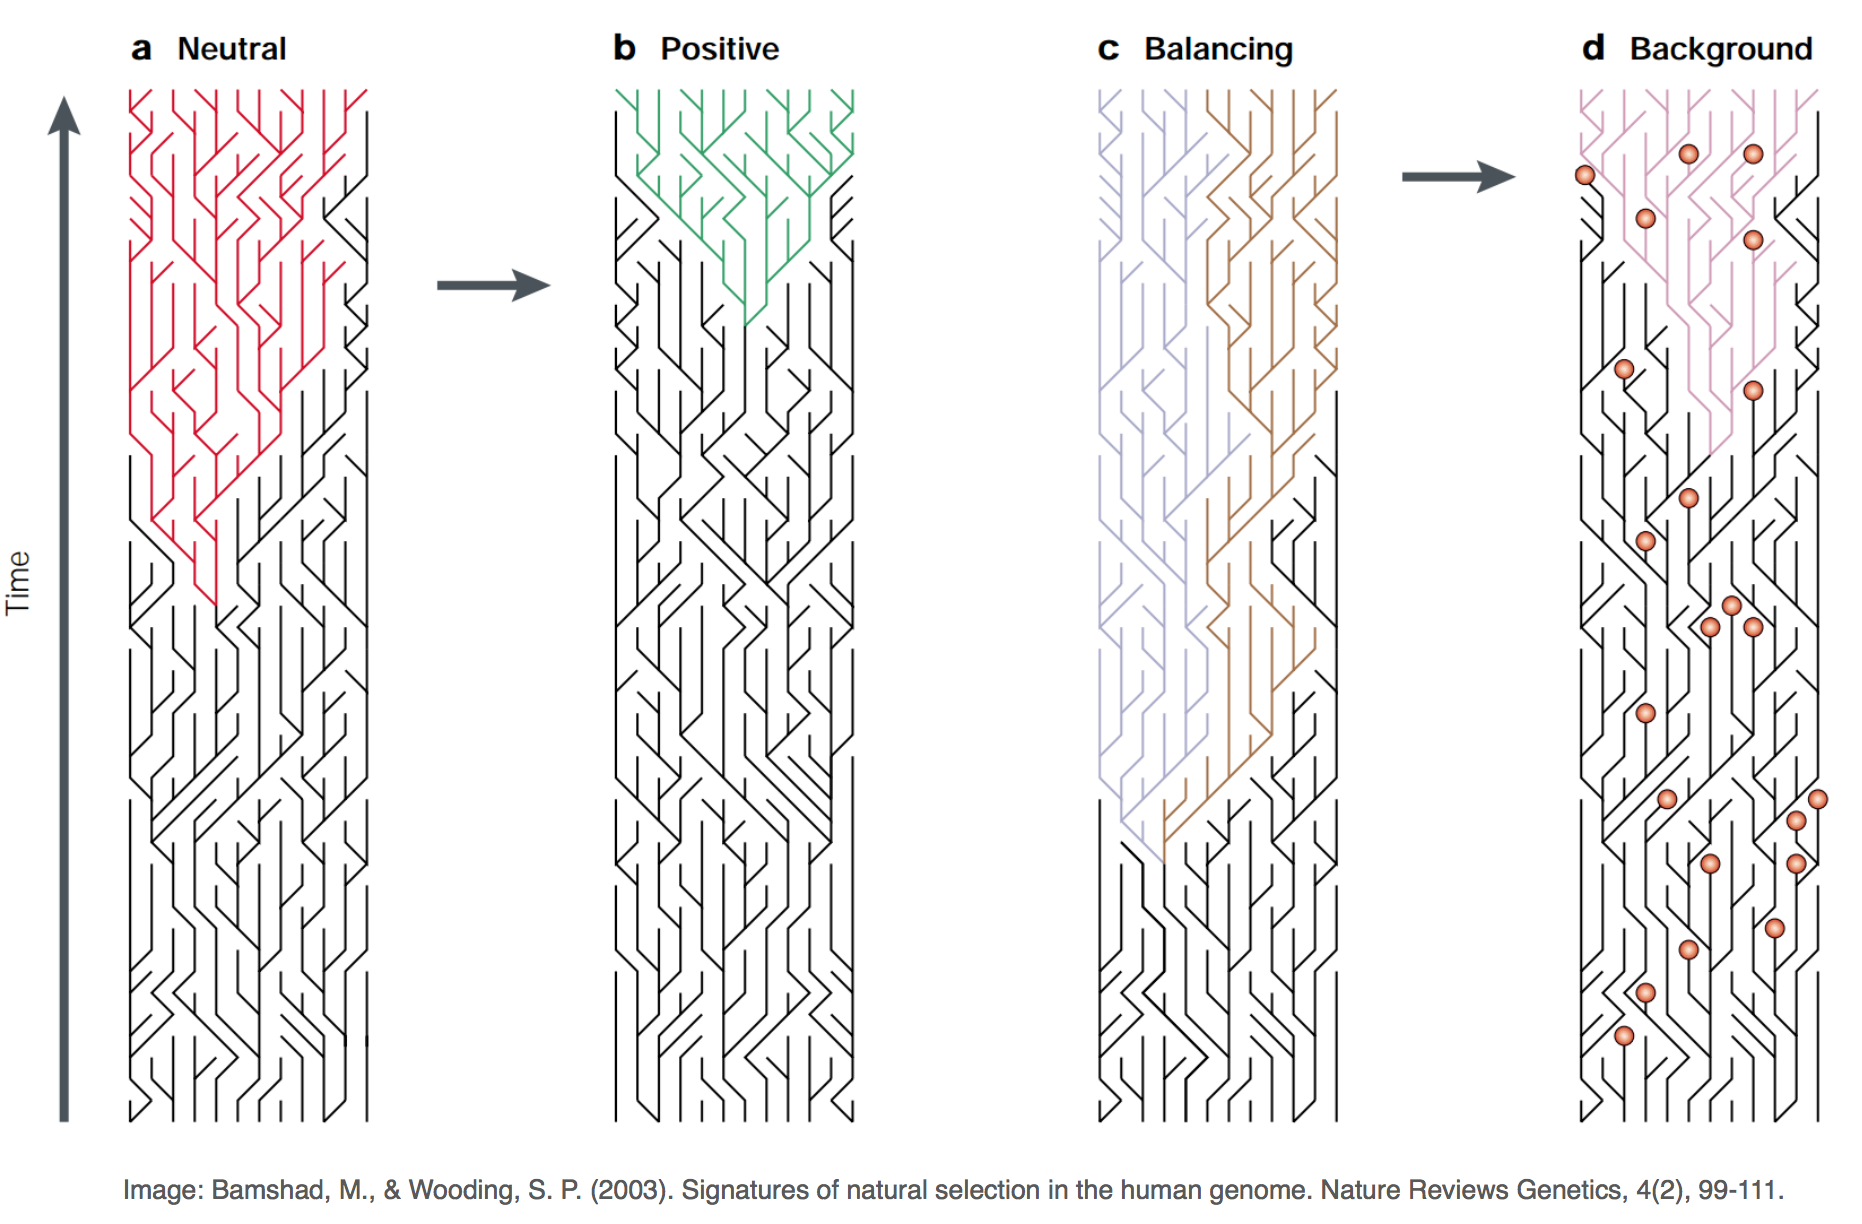 a Neutral
b Positive
c Balancing
d Background
Time
Image: Bamshad, M., & Wooding, S. P. (2003). Signatures of natural selection in the human genome. Nature Reviews Genetics, 4(2), 99-111.